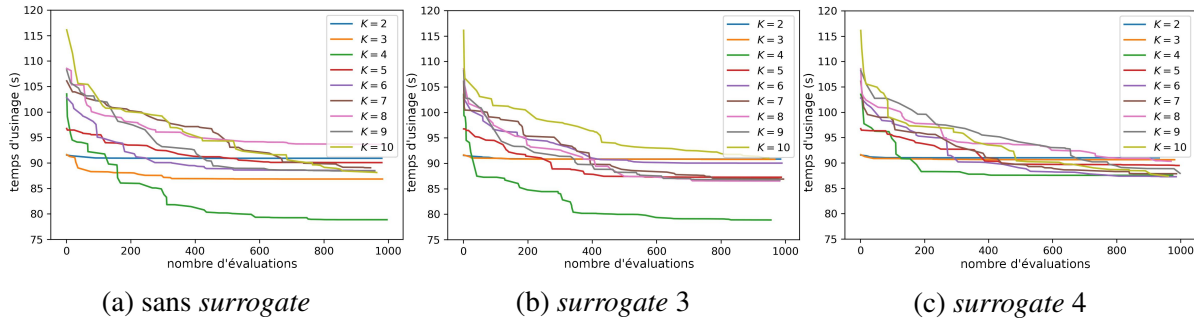 120
115
110
105
100
95
90
85
80
75
temps d'usinage (s)
0
200
400
600
800
1000
nombre d'évaluations
K = 2
K = 3
K = 4
K = 5
K = 6
K = 7
K = 8
K = 9
K = 10
(a) sans surrogate
120
115
110
105
100
95
90
85
80
75
temps d'usinage (s)
0
200
400
600
800
1000
nombre d'évaluations
K = 2
K = 3
K = 4
K = 5
K = 6
K = 7
K = 8
K = 9
K = 10
(b) surrogate 3
120
115
110
105
100
95
90
85
80
75
temps d'usinage (s)
0
200
400
600
800
1000
nombre d'évaluations
K = 2
K = 3
K = 4
K = 5
K = 6
K = 7
K = 8
K = 9
K = 10
(c) surrogate 4